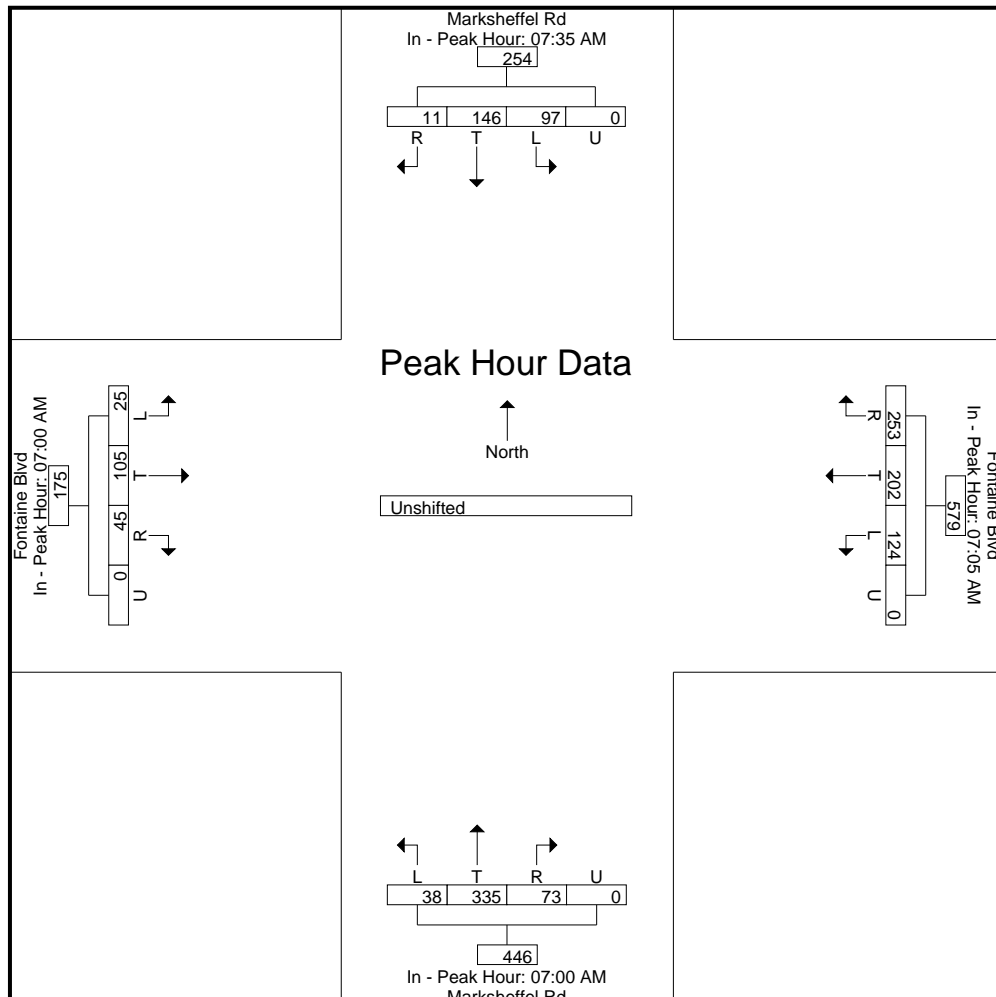 Marksheffel Rd
In - Peak Hour: 07:35 AM
254
11 146 97 0
R T L U
Peak Hour Data
North
Unshifted
Fontaine Blvd
In - Peak Hour: 07:00 AM
175
25 105 45 0
L T R U
Fontaine Blvd
In - Peak Hour: 07:05 AM
579
253 202 124 0
R T L U
L T R U
38 335 73 0
446
In - Peak Hour: 07:00 AM
Marksheffel Rd